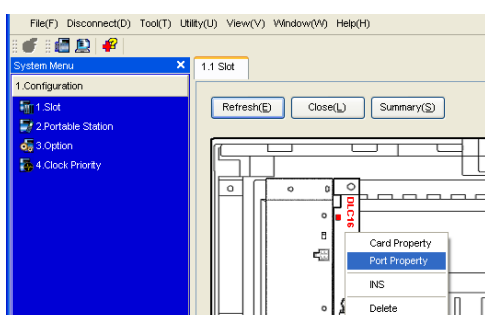 File(F) Disconnect(D) Tool(T) Utility(U) View(V) Window(W) Help(H)
System Menu
1.1 Slot
1.Configuration
1.Slot
2.Portable Station
3.Option
4.Clock Priority
Refresh(E) Close(L) Summary(S)
DLC16
Card Property
Port Property
INS
Delete